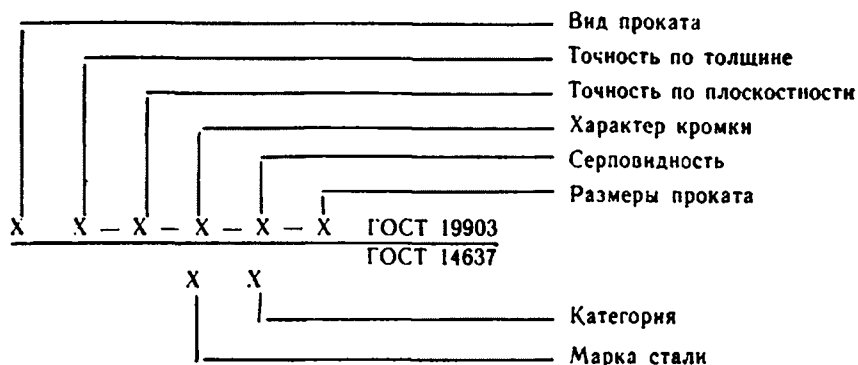 Вид проката
Точность по толщине
Точность по плоскостности
Характер кромки
Серповидность
Размеры проката
X X – X – X – X – X ГОСТ 19903
ГОСТ 14637
X X
Категория
Марка стали